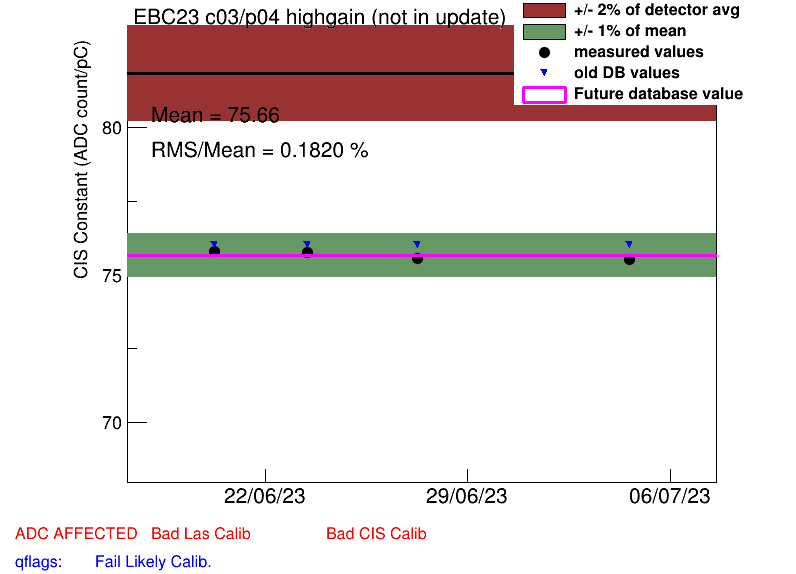 EBC23 c03/p04 highgain (not in update)
+/- 2% of detector avg
+/- 1% of mean
measured values
old DB values
Future database value
CIS Constant (ADC count/pC)
Mean = 75.66
RMS/Mean = 0.1820 %
80
75
70
22/06/23 29/06/23 06/07/23
ADC AFFECTED Bad Las Calib Bad CIS Calib
qflags: Fail Likely Calib.